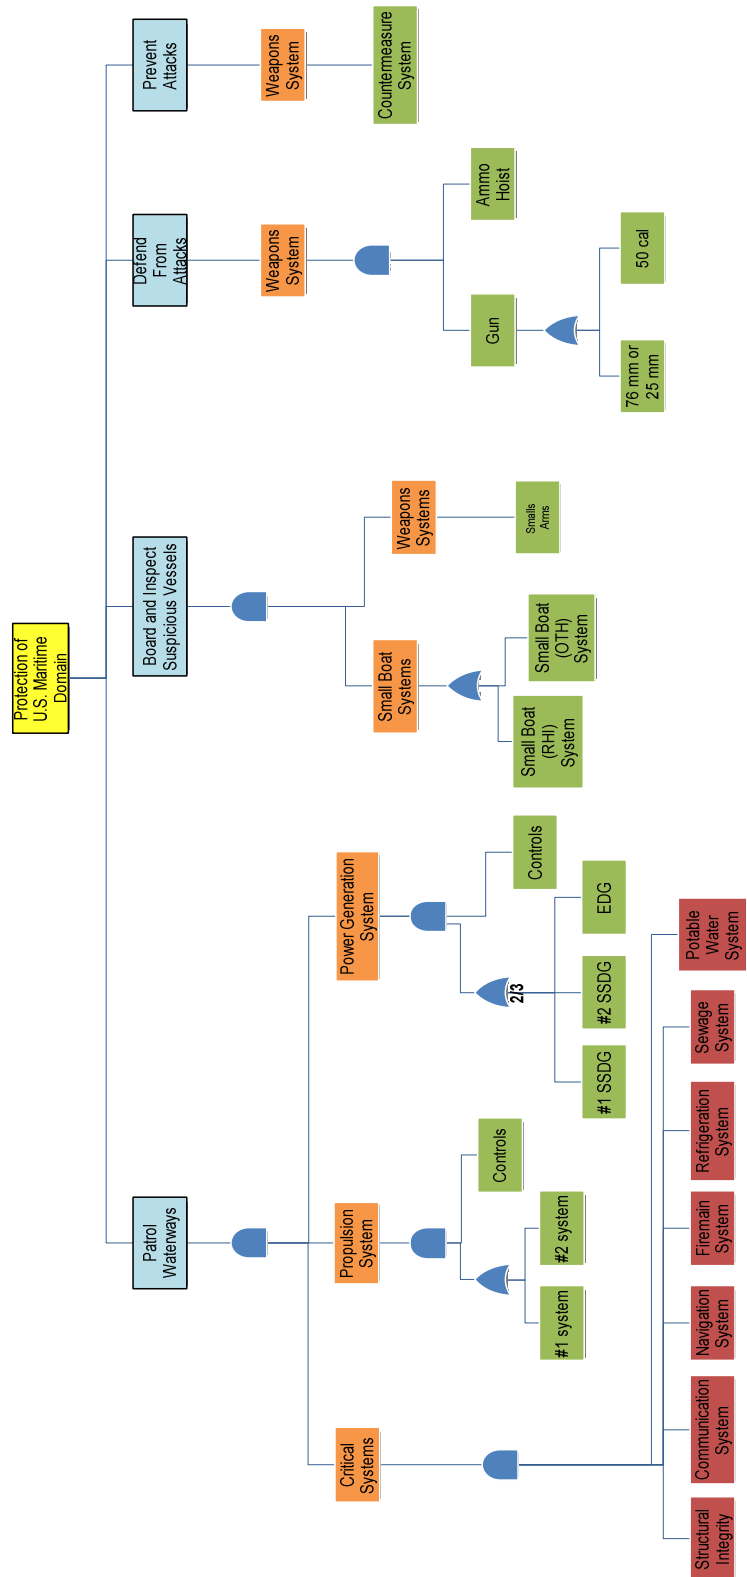 Protection of
U.S. Maritime
Domain
Patrol
Waterways
Board and Inspect
Suspicious Vessels
Defend
From
Attacks
Prevent
Attacks
Critical
Systems
Propulsion
System
Power Generation
System
Small Boat
Systems
Weapons
Systems
Weapons
System
Weapons
System
Countermeasure
System
Controls
Controls
2/3
#1 system
#2 system
#1 SSDG
#2 SSDG
EDG
Small Boat
(RHI)
System
Small Boat
(OTH)
System
Smalls
Arms
Gun
Ammo
Hoist
76 mm or
25 mm
50 cal
Structural
Integrity
Communication
System
Navigation
System
Firemain
System
Refrigeration
System
Sewage
System
Potable
Water
System